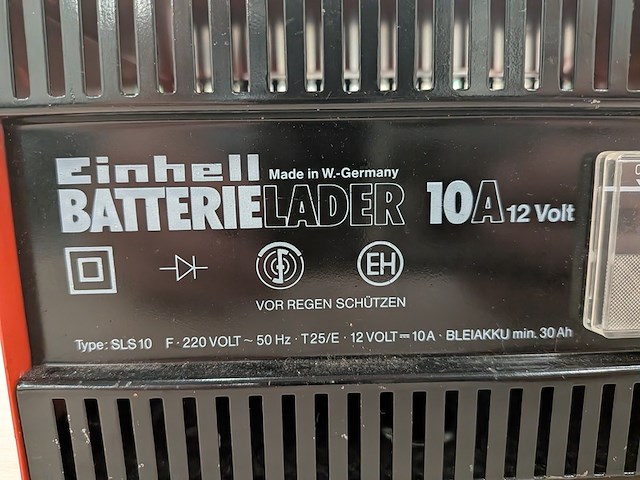 Einhell Made in W.-Germany
BATTERIELADER 10A 12 Volt
EH
VOR REGEN SCHÜTZEN
Type: SLS10 F · 220 VOLT ~ 50 Hz · T 25/E · 12 VOLT ⎓ 10A · BLEIAKKU min. 30 Ah